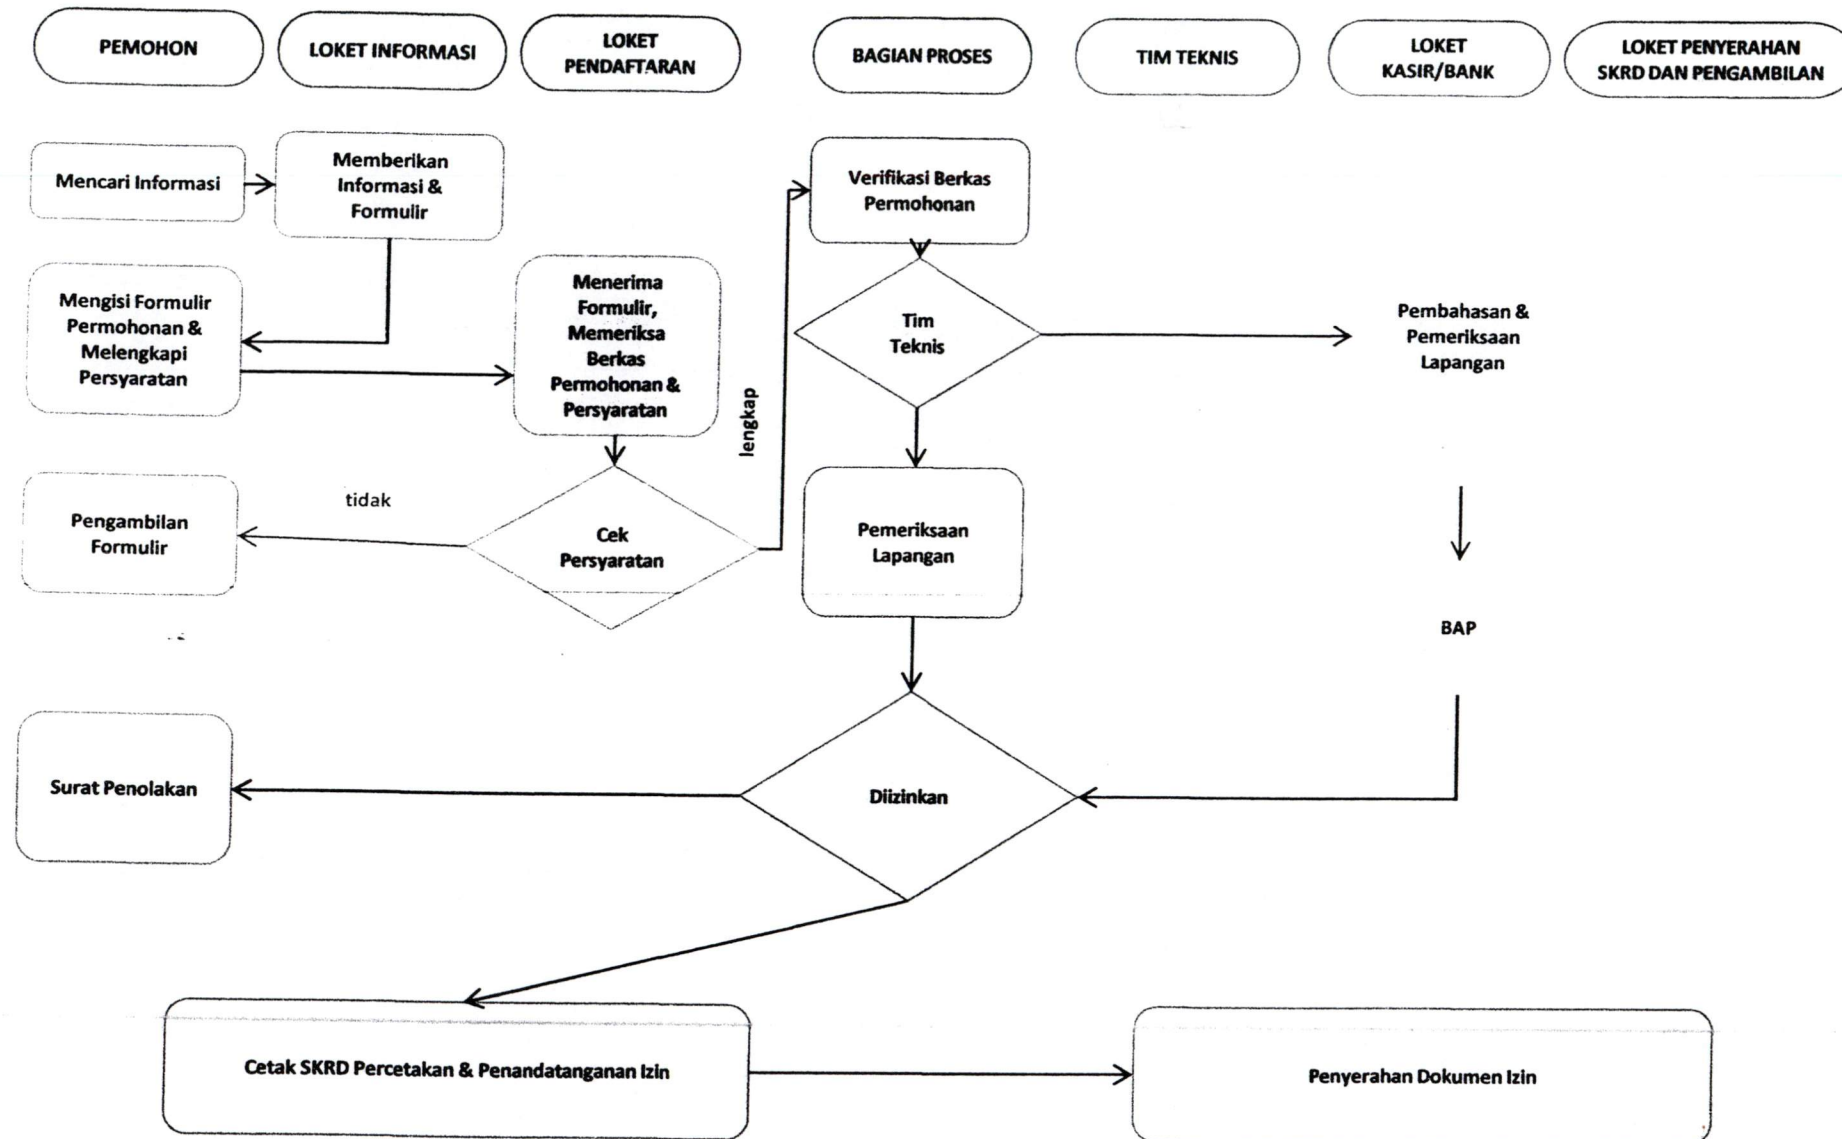 PEMOHON
LOKET INFORMASI
LOKET
PENDAFTARAN
BAGIAN PROSES
TIM TEKNIS
LOKET
KASIR/BANK
LOKET PENYERAHAN
SKRD DAN PENGAMBILAN
Mencari Informasi
Memberikan
Informasi &
Formulir
Verifikasi Berkas
Permohonan
Mengisi Formulir
Permohonan &
Melengkapi
Persyaratan
Menerima
Formulir,
Memeriksa
Berkas
Permohonan &
Persyaratan
lengkap
Tim
Teknis
Pembahasan &
Pemeriksaan
Lapangan
tidak
Pengambilan
Formulir
Cek
Persyaratan
Pemeriksaan
Lapangan
BAP
Surat Penolakan
Diizinkan
Cetak SKRD Percetakan & Penandatanganan Izin
Penyerahan Dokumen Izin